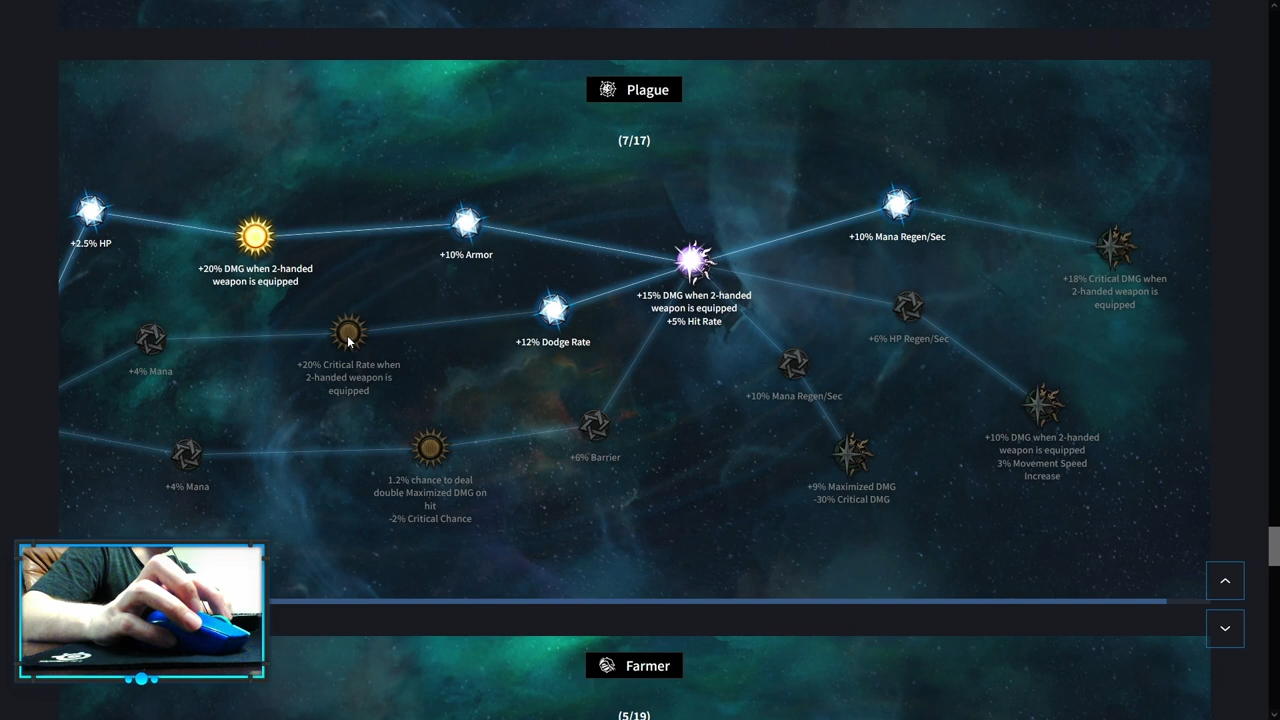 Plague
(7/17)
+2.5% HP
+20% DMG when 2-handed
weapon is equipped
+10% Armor
+10% Mana Regen/Sec
+15% DMG when 2-handed
weapon is equipped
+5% Hit Rate
+18% Critical DMG when
2-handed weapon is
equipped
+12% Dodge Rate
+6% HP Regen/Sec
+4% Mana
+20% Critical Rate when
2-handed weapon is
equipped
+10% Mana Regen/Sec
+10% DMG when 2-handed
weapon is equipped
3% Movement Speed
Increase
+6% Barrier
+4% Mana
1.2% chance to deal
double Maximized DMG on
hit
-2% Critical Chance
+9% Maximized DMG
-30% Critical DMG
Farmer
(5/19)